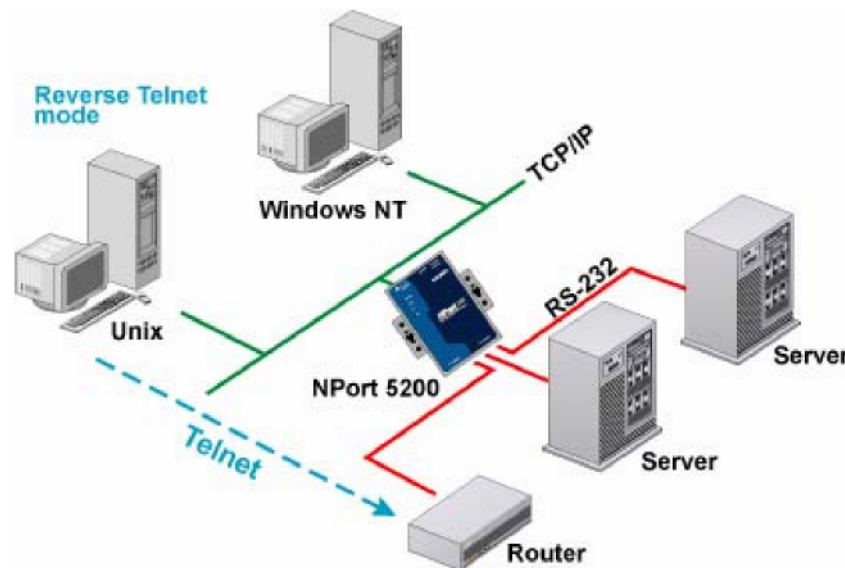 Reverse Telnet
mode
Windows NT
TCP/IP
Unix
RS-232
NPort 5200
Server
Server
Telnet
Router